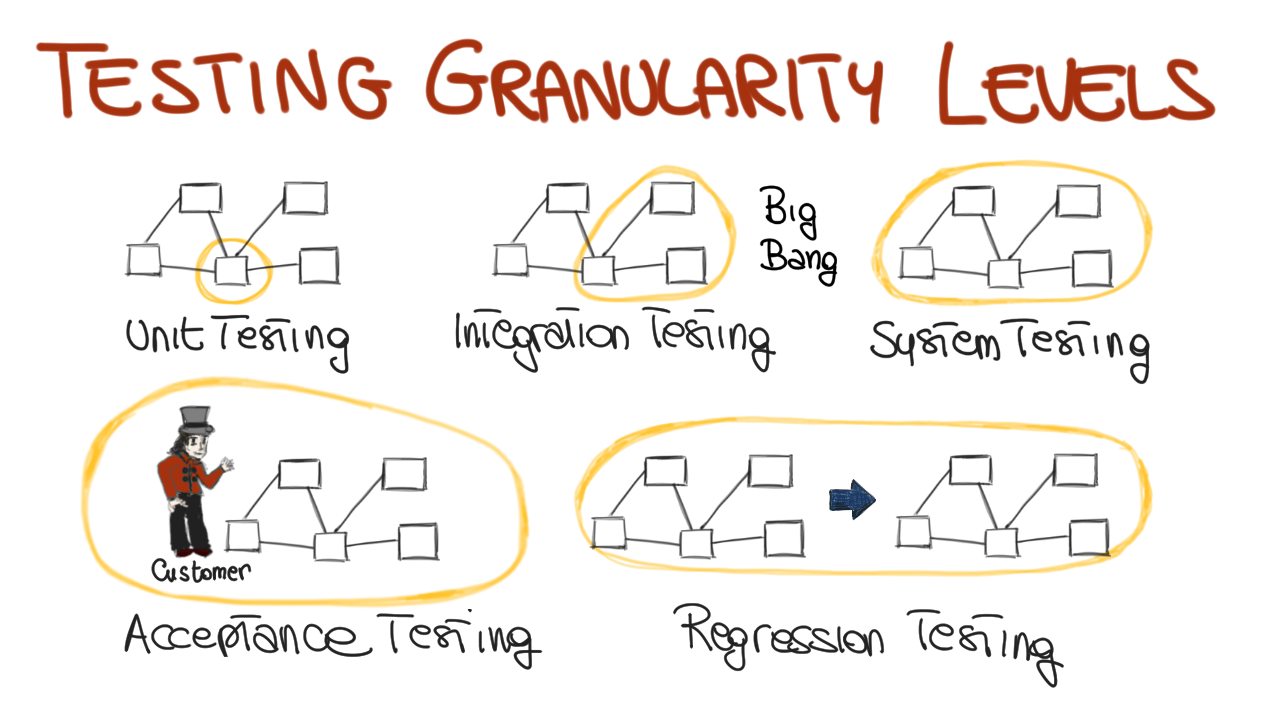 TESTING GRANULARITY LEVELS
Big
Bang
Unit Testing
Integration Testing
System Testing
Customer
Acceptance Testing
Regression Testing